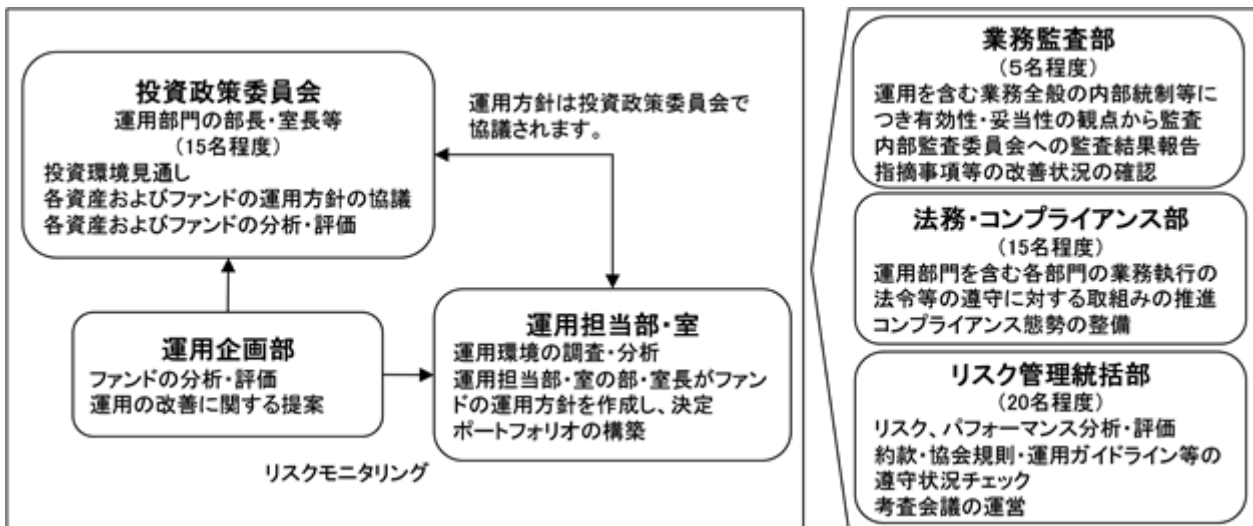 投資政策委員会
運用部門の部長・室長等
(15名程度)
投資環境見通し
各資産およびファンドの運用方針の協議
各資産およびファンドの分析・評価
運用方針は投資政策委員会で
協議されます。
運用企画部
ファンドの分析・評価
運用の改善に関する提案
運用担当部・室
運用環境の調査・分析
運用担当部・室の部・室長がファン
ドの運用方針を作成し、決定
ポートフォリオの構築
リスクモニタリング
業務監査部
(5名程度)
運用を含む業務全般の内部統制等に
つき有効性・妥当性の観点から監査
内部監査委員会への監査結果報告
指摘事項等の改善状況の確認
法務・コンプライアンス部
(15名程度)
運用部門を含む各部門の業務執行の
法令等の遵守に対する取組みの推進
コンプライアンス態勢の整備
リスク管理統括部
(20名程度)
リスク、パフォーマンス分析・評価
約款・協会規則・運用ガイドライン等の
遵守状況チェック
考査会議の運営